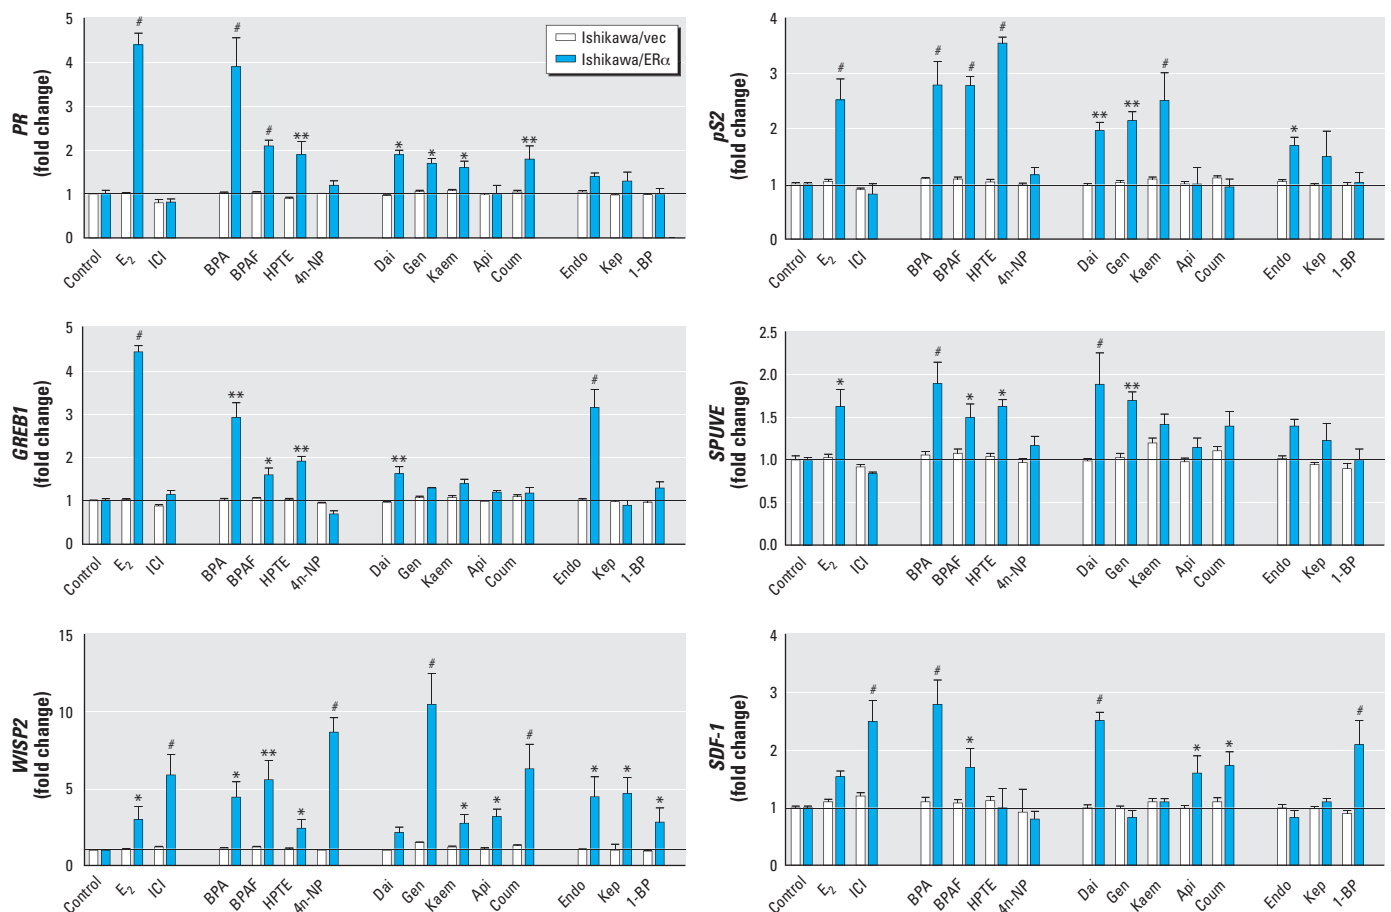 PR
(fold change)
5
4
3
2
1
0
# # # ** * * * **
Ishikawa/vec
Ishikawa/ERα
Control E2 ICI BPA BPAF HPTE 4n-NP Dai Gen Kaem Api Coum Endo Kep 1-BP
pS2
(fold change)
4
3
2
1
0
# # # # ** ** # *
Control E2 ICI BPA BPAF HPTE 4n-NP Dai Gen Kaem Api Coum Endo Kep 1-BP
GREB1
(fold change)
5
4
3
2
1
0
# ** * ** ** #
Control E2 ICI BPA BPAF HPTE 4n-NP Dai Gen Kaem Api Coum Endo Kep 1-BP
SPUVE
(fold change)
2.5
2.0
1.5
1.0
0.5
0.0
* # * * # **
Control E2 ICI BPA BPAF HPTE 4n-NP Dai Gen Kaem Api Coum Endo Kep 1-BP
WISP2
(fold change)
15
10
5
0
* # * ** * # # * * # * * *
Control E2 ICI BPA BPAF HPTE 4n-NP Dai Gen Kaem Api Coum Endo Kep 1-BP
SDF-1
(fold change)
4
3
2
1
0
# # * # * * #
Control E2 ICI BPA BPAF HPTE 4n-NP Dai Gen Kaem Api Coum Endo Kep 1-BP